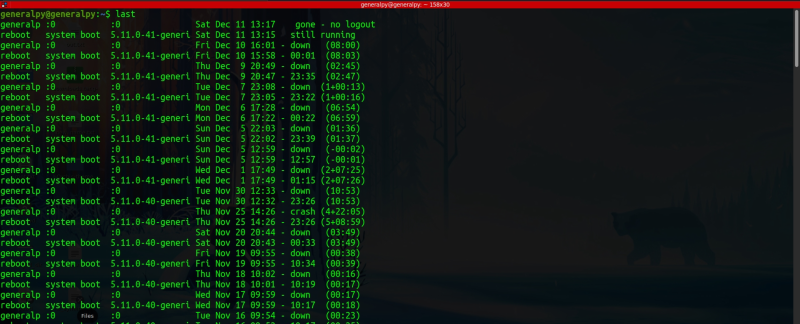 generalpy@generalpy: ~ 158x30
generalpy@generalpy:~$ last
generalp :0 :0 Sat Dec 11 13:17 gone - no logout
reboot system boot 5.11.0-41-generi Sat Dec 11 13:15 still running
generalp :0 :0 Fri Dec 10 16:01 - down (08:00)
reboot system boot 5.11.0-41-generi Fri Dec 10 15:58 - 00:01 (08:03)
generalp :0 :0 Thu Dec 9 20:49 - down (02:45)
reboot system boot 5.11.0-41-generi Thu Dec 9 20:47 - 23:35 (02:47)
generalp :0 :0 Tue Dec 7 23:08 - down (1+00:13)
reboot system boot 5.11.0-41-generi Tue Dec 7 23:05 - 23:22 (1+00:16)
generalp :0 :0 Mon Dec 6 17:28 - down (06:54)
reboot system boot 5.11.0-41-generi Mon Dec 6 17:22 - 00:22 (06:59)
generalp :0 :0 Sun Dec 5 22:03 - down (01:36)
reboot system boot 5.11.0-41-generi Sun Dec 5 22:02 - 23:39 (01:37)
generalp :0 :0 Sun Dec 5 12:59 - down (-00:02)
reboot system boot 5.11.0-41-generi Sun Dec 5 12:59 - 12:57 (-00:01)
generalp :0 :0 Wed Dec 1 17:49 - down (2+07:25)
reboot system boot 5.11.0-41-generi Wed Dec 1 17:49 - 01:15 (2+07:26)
generalp :0 :0 Tue Nov 30 12:33 - down (10:53)
reboot system boot 5.11.0-40-generi Tue Nov 30 12:32 - 23:26 (10:53)
generalp :0 :0 Thu Nov 25 14:26 - crash (4+22:05)
reboot system boot 5.11.0-40-generi Thu Nov 25 14:26 - 23:26 (5+08:59)
generalp :0 :0 Sat Nov 20 20:44 - down (03:49)
reboot system boot 5.11.0-40-generi Sat Nov 20 20:43 - 00:33 (03:49)
generalp :0 :0 Fri Nov 19 09:55 - down (00:38)
reboot system boot 5.11.0-40-generi Fri Nov 19 09:55 - 10:34 (00:39)
generalp :0 :0 Thu Nov 18 10:02 - down (00:16)
reboot system boot 5.11.0-40-generi Thu Nov 18 10:01 - 10:19 (00:17)
generalp :0 :0 Wed Nov 17 09:59 - down (00:17)
reboot system boot 5.11.0-40-generi Wed Nov 17 09:59 - 10:17 (00:18)
generalp :0 :0 Tue Nov 16 09:54 - down (00:23)
Files